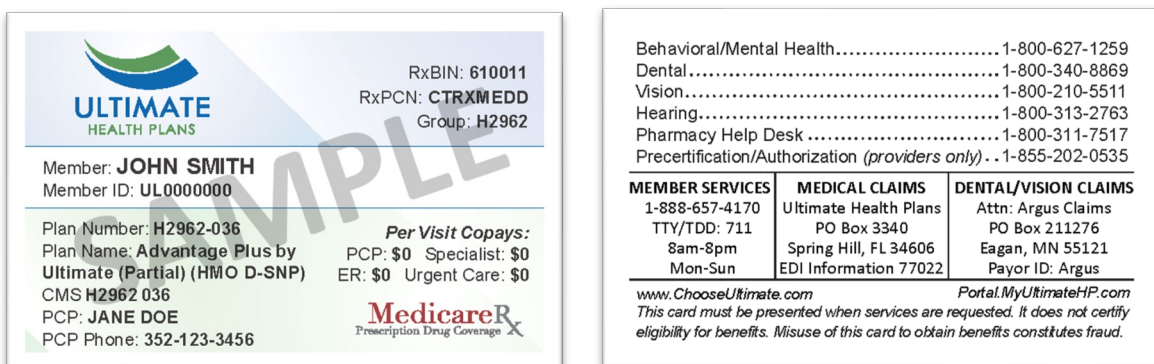 ULTIMATE
HEALTH PLANS
RxBIN: 610011
RxPCN: CTRXMEDD
Group: H2962
Member: JOHN SMITH
Member ID: UL0000000
SAMPLE
Plan Number: H2962-036
Plan Name: Advantage Plus by
Ultimate (Partial) (HMO D-SNP)
CMS H2962 036
PCP: JANE DOE
PCP Phone: 352-123-3456
Per Visit Copays:
PCP: $0 Specialist: $0
ER: $0 Urgent Care: $0
MedicareRx
Prescription Drug Coverage
Behavioral/Mental Health........................1-800-627-1259
Dental.............................................1-800-340-8869
Vision..............................................1-800-210-5511
Hearing............................................1-800-313-2763
Pharmacy Help Desk............................1-800-311-7517
Precertification/Authorization (providers only)..1-855-202-0535
MEMBER SERVICES
1-888-657-4170
TTY/TDD: 711
8am-8pm
Mon-Sun
MEDICAL CLAIMS
Ultimate Health Plans
PO Box 3340
Spring Hill, FL 34606
EDI Information 77022
DENTAL/VISION CLAIMS
Attn: Argus Claims
PO Box 211276
Eagan, MN 55121
Payor ID: Argus
www.ChooseUltimate.com Portal.MyUltimateHP.com
This card must be presented when services are requested. It does not certify
eligibility for benefits. Misuse of this card to obtain benefits constitutes fraud.